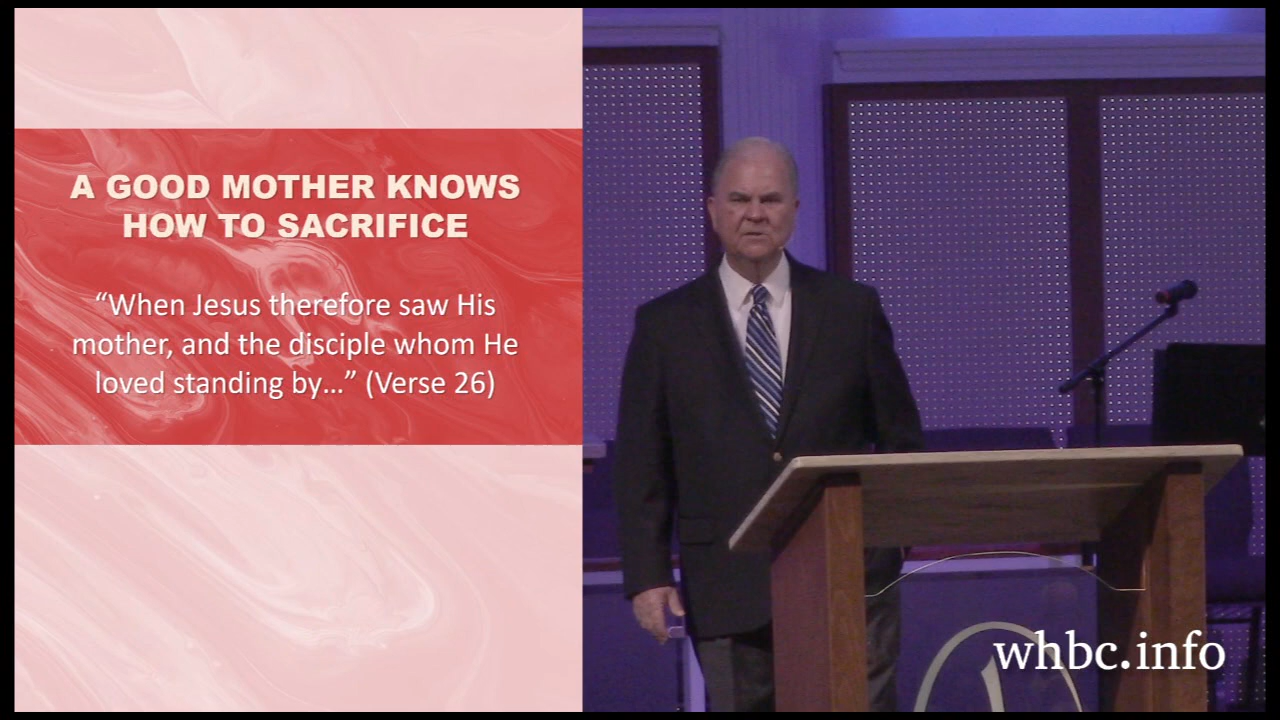 A GOOD MOTHER KNOWS
HOW TO SACRIFICE
“When Jesus therefore saw His
mother, and the disciple whom He
loved standing by…” (Verse 26)
whbc.info